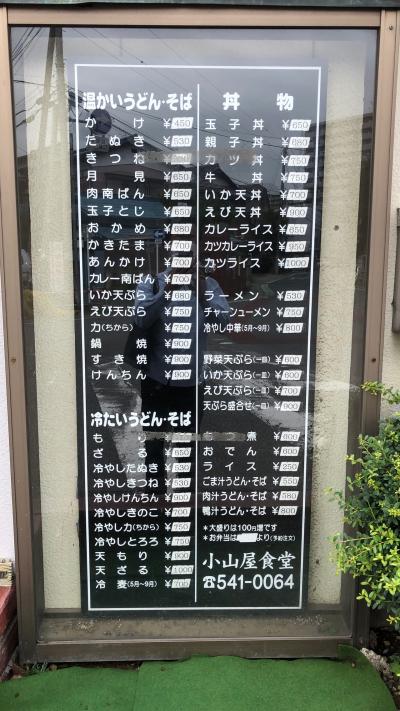 温かいうどん・そば
かけ ¥450
たぬき ¥530
きつね
月見 ¥650
肉南ばん ¥650
玉子とじ ¥650
おかめ ¥680
かきたま ¥700
あんかけ ¥700
カレー南ばん ¥700
いか天ぷら ¥680
えび天ぷら ¥750
力(ちから) ¥750
鍋焼 ¥900
すき焼 ¥900
けんちん ¥900
冷たいうどん・そば
もり
ざる ¥650
冷やしたぬき ¥530
冷やしきつね ¥530
冷やしけんちん ¥900
冷やしきのこ ¥700
冷やし力(ちから) ¥750
冷やしとろろ ¥750
天もり ¥900
天ざる ¥1000
冷麦(5月〜9月) ¥700
丼物
玉子丼 ¥650
親子丼 ¥680
カツ丼 ¥750
牛丼 ¥750
いか天丼 ¥700
えび天丼 ¥900
カレーライス ¥650
カツカレーライス ¥950
カツライス ¥1000
ラーメン ¥530
チャーシューメン ¥750
冷やし中華(5月〜9月) ¥800
野菜天ぷら(一皿) ¥600
いか天ぷら(一皿) ¥600
えび天ぷら(一皿) ¥700
天ぷら盛合せ(一皿) ¥900
煮 ¥600
おでん ¥600
ライス ¥250
ごま汁うどん・そば ¥550
肉汁うどん・そば ¥580
鴨汁うどん・そば ¥800
*大盛りは100円増です
*お弁当は より(予約注文)
小山屋食堂
☎541-0064